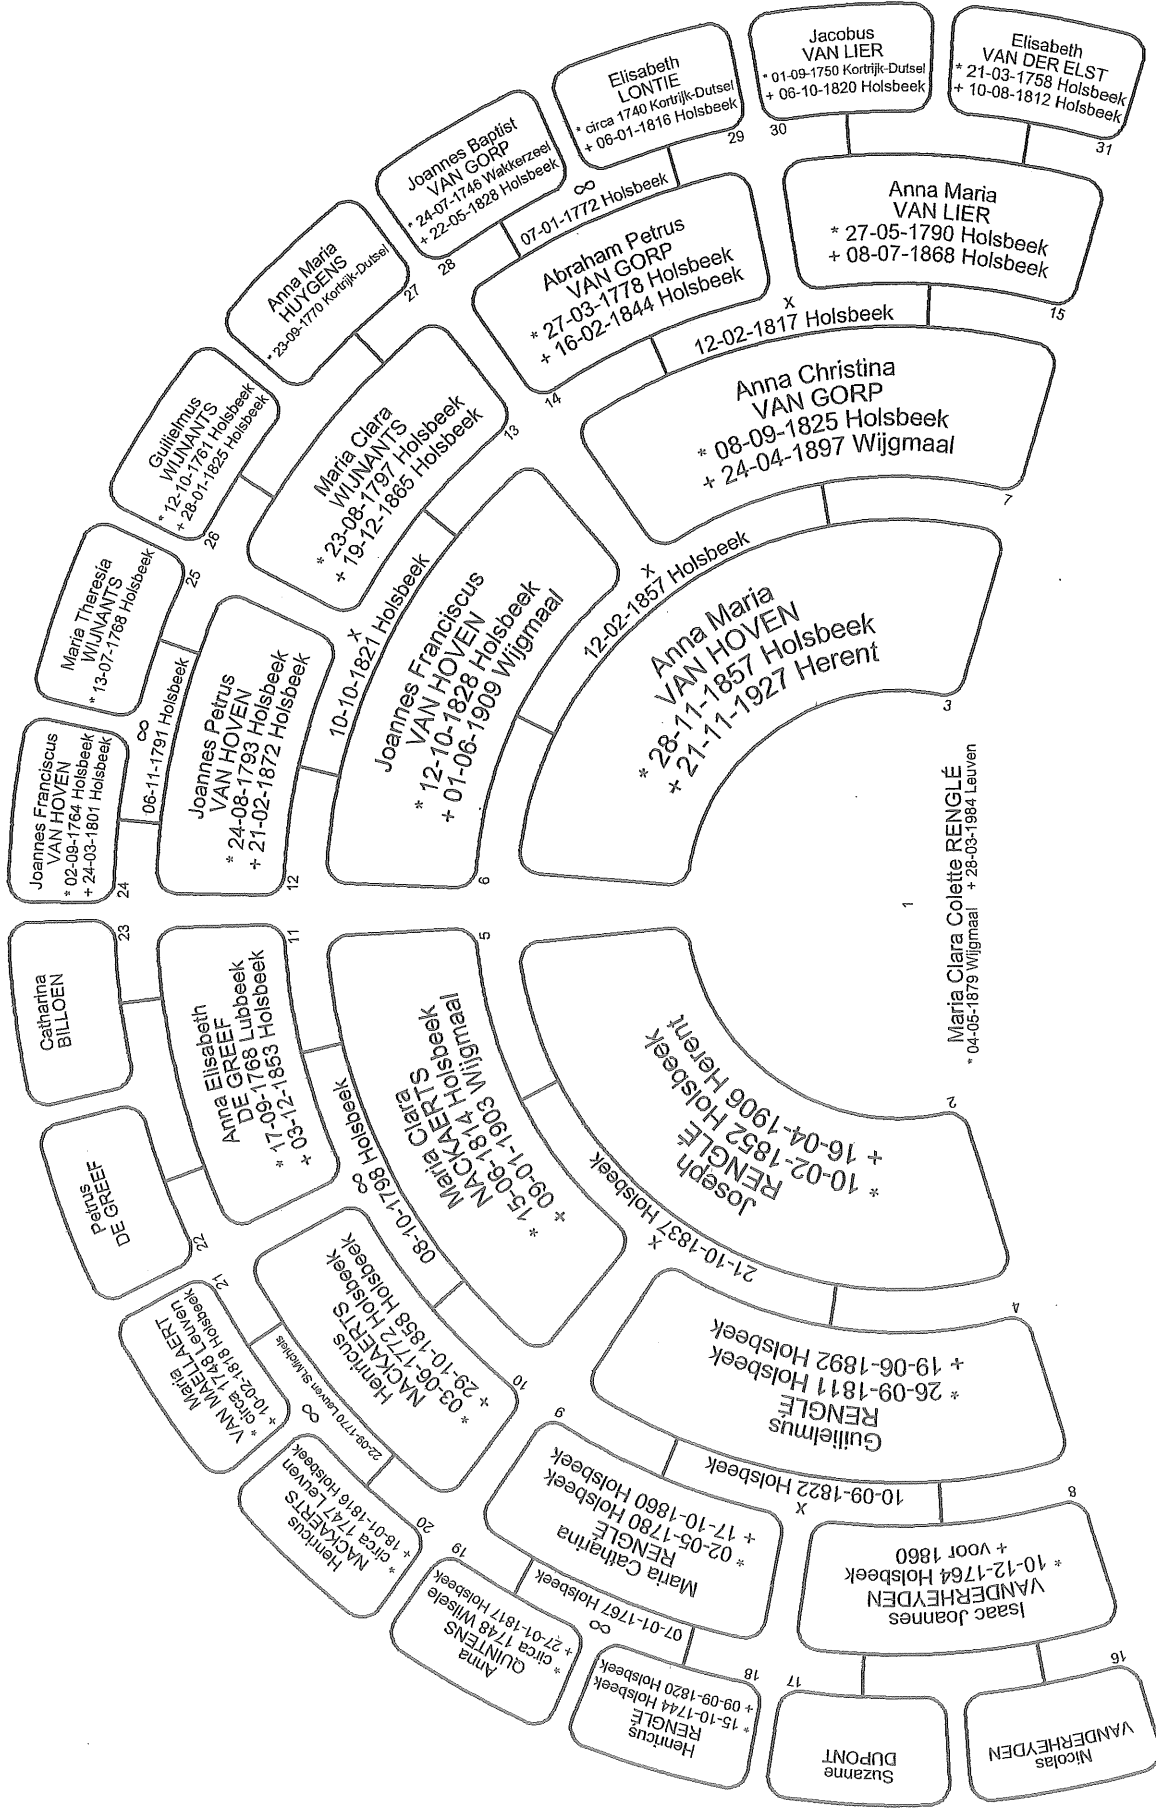 1
Maria Clara Colette RENGLÉ
* 04-05-1879 Wijgmaal + 28-03-1984 Leuven
2
Joseph
RENGLÉ
* 10-02-1852 Holsbeek
+ 16-04-1906 Herent
3
Anna Maria
VAN HOVEN
* 28-11-1857 Holsbeek
+ 21-11-1927 Herent
x
21-10-1837 Holsbeek
4
Guilielmus
RENGLÉ
* 26-09-1811 Holsbeek
+ 19-06-1892 Holsbeek
5
Maria Clara
NACKAERTS
* 15-06-1814 Holsbeek
+ 09-01-1903 Wijgmaal
x
12-02-1857 Holsbeek
6
Joannes Franciscus
VAN HOVEN
* 12-10-1828 Holsbeek
+ 01-06-1909 Wijgmaal
7
Anna Christina
VAN GORP
* 08-09-1825 Holsbeek
+ 24-04-1897 Wijgmaal
x
10-09-1822 Holsbeek
8
Isaac Joannes
VANDERHEYDEN
* 10-12-1764 Holsbeek
+ voor 1860
9
Maria Catharina
RENGLÉ
* 02-05-1780 Holsbeek
+ 17-10-1860 Holsbeek
∞
08-10-1798 Holsbeek
10
Henricus
NACKAERTS
* 03-06-1772 Holsbeek
+ 29-10-1858 Holsbeek
11
Anna Elisabeth
DE GREEF
* 17-09-1768 Lubbeek
+ 03-12-1853 Holsbeek
x
10-10-1821 Holsbeek
12
Joannes Petrus
VAN HOVEN
* 24-08-1793 Holsbeek
+ 21-02-1872 Holsbeek
13
Maria Clara
WIJNANTS
* 23-08-1797 Holsbeek
+ 19-12-1865 Holsbeek
x
12-02-1817 Holsbeek
14
Abraham Petrus
VAN GORP
* 27-03-1778 Holsbeek
+ 16-02-1844 Holsbeek
15
Anna Maria
VAN LIER
* 27-05-1790 Holsbeek
+ 08-07-1868 Holsbeek
16
Nicolas
VANDERHEYDEN
17
Suzanne
DUPONT
∞
07-01-1767 Holsbeek
18
Henricus
RENGLÉ
* 15-10-1744 Holsbeek
+ 09-09-1820 Holsbeek
19
Anna
QUINTENS
* circa 1748 Wilsele
+ 27-01-1817 Holsbeek
∞
22-09-1770 Leuven St.Michiels
20
Henricus
NACKAERTS
* circa 1747 Leuven
+ 18-01-1816 Holsbeek
21
Maria
VAN MAELLAERT
* circa 1748 Leuven
+ 10-02-1818 Holsbeek
22
Petrus
DE GREEF
23
Catharina
BILLOEN
∞
06-11-1791 Holsbeek
24
Joannes Franciscus
VAN HOVEN
* 02-09-1764 Holsbeek
+ 24-03-1801 Holsbeek
25
Maria Theresia
WIJNANTS
* 13-07-1768 Holsbeek
26
Guilielmus
WIJNANTS
* 12-10-1761 Holsbeek
+ 28-01-1825 Holsbeek
27
Anna Maria
HUYGENS
* 23-09-1770 Kortrijk-Dutsel
∞
07-01-1772 Holsbeek
28
Joannes Baptist
VAN GORP
* 24-07-1746 Wakkerzeel
+ 22-05-1828 Holsbeek
29
Elisabeth
LONTIE
* circa 1740 Kortrijk-Dutsel
+ 06-01-1816 Holsbeek
30
Jacobus
VAN LIER
* 01-09-1750 Kortrijk-Dutsel
+ 06-10-1820 Holsbeek
31
Elisabeth
VAN DER ELST
* 21-03-1758 Holsbeek
+ 10-08-1812 Holsbeek